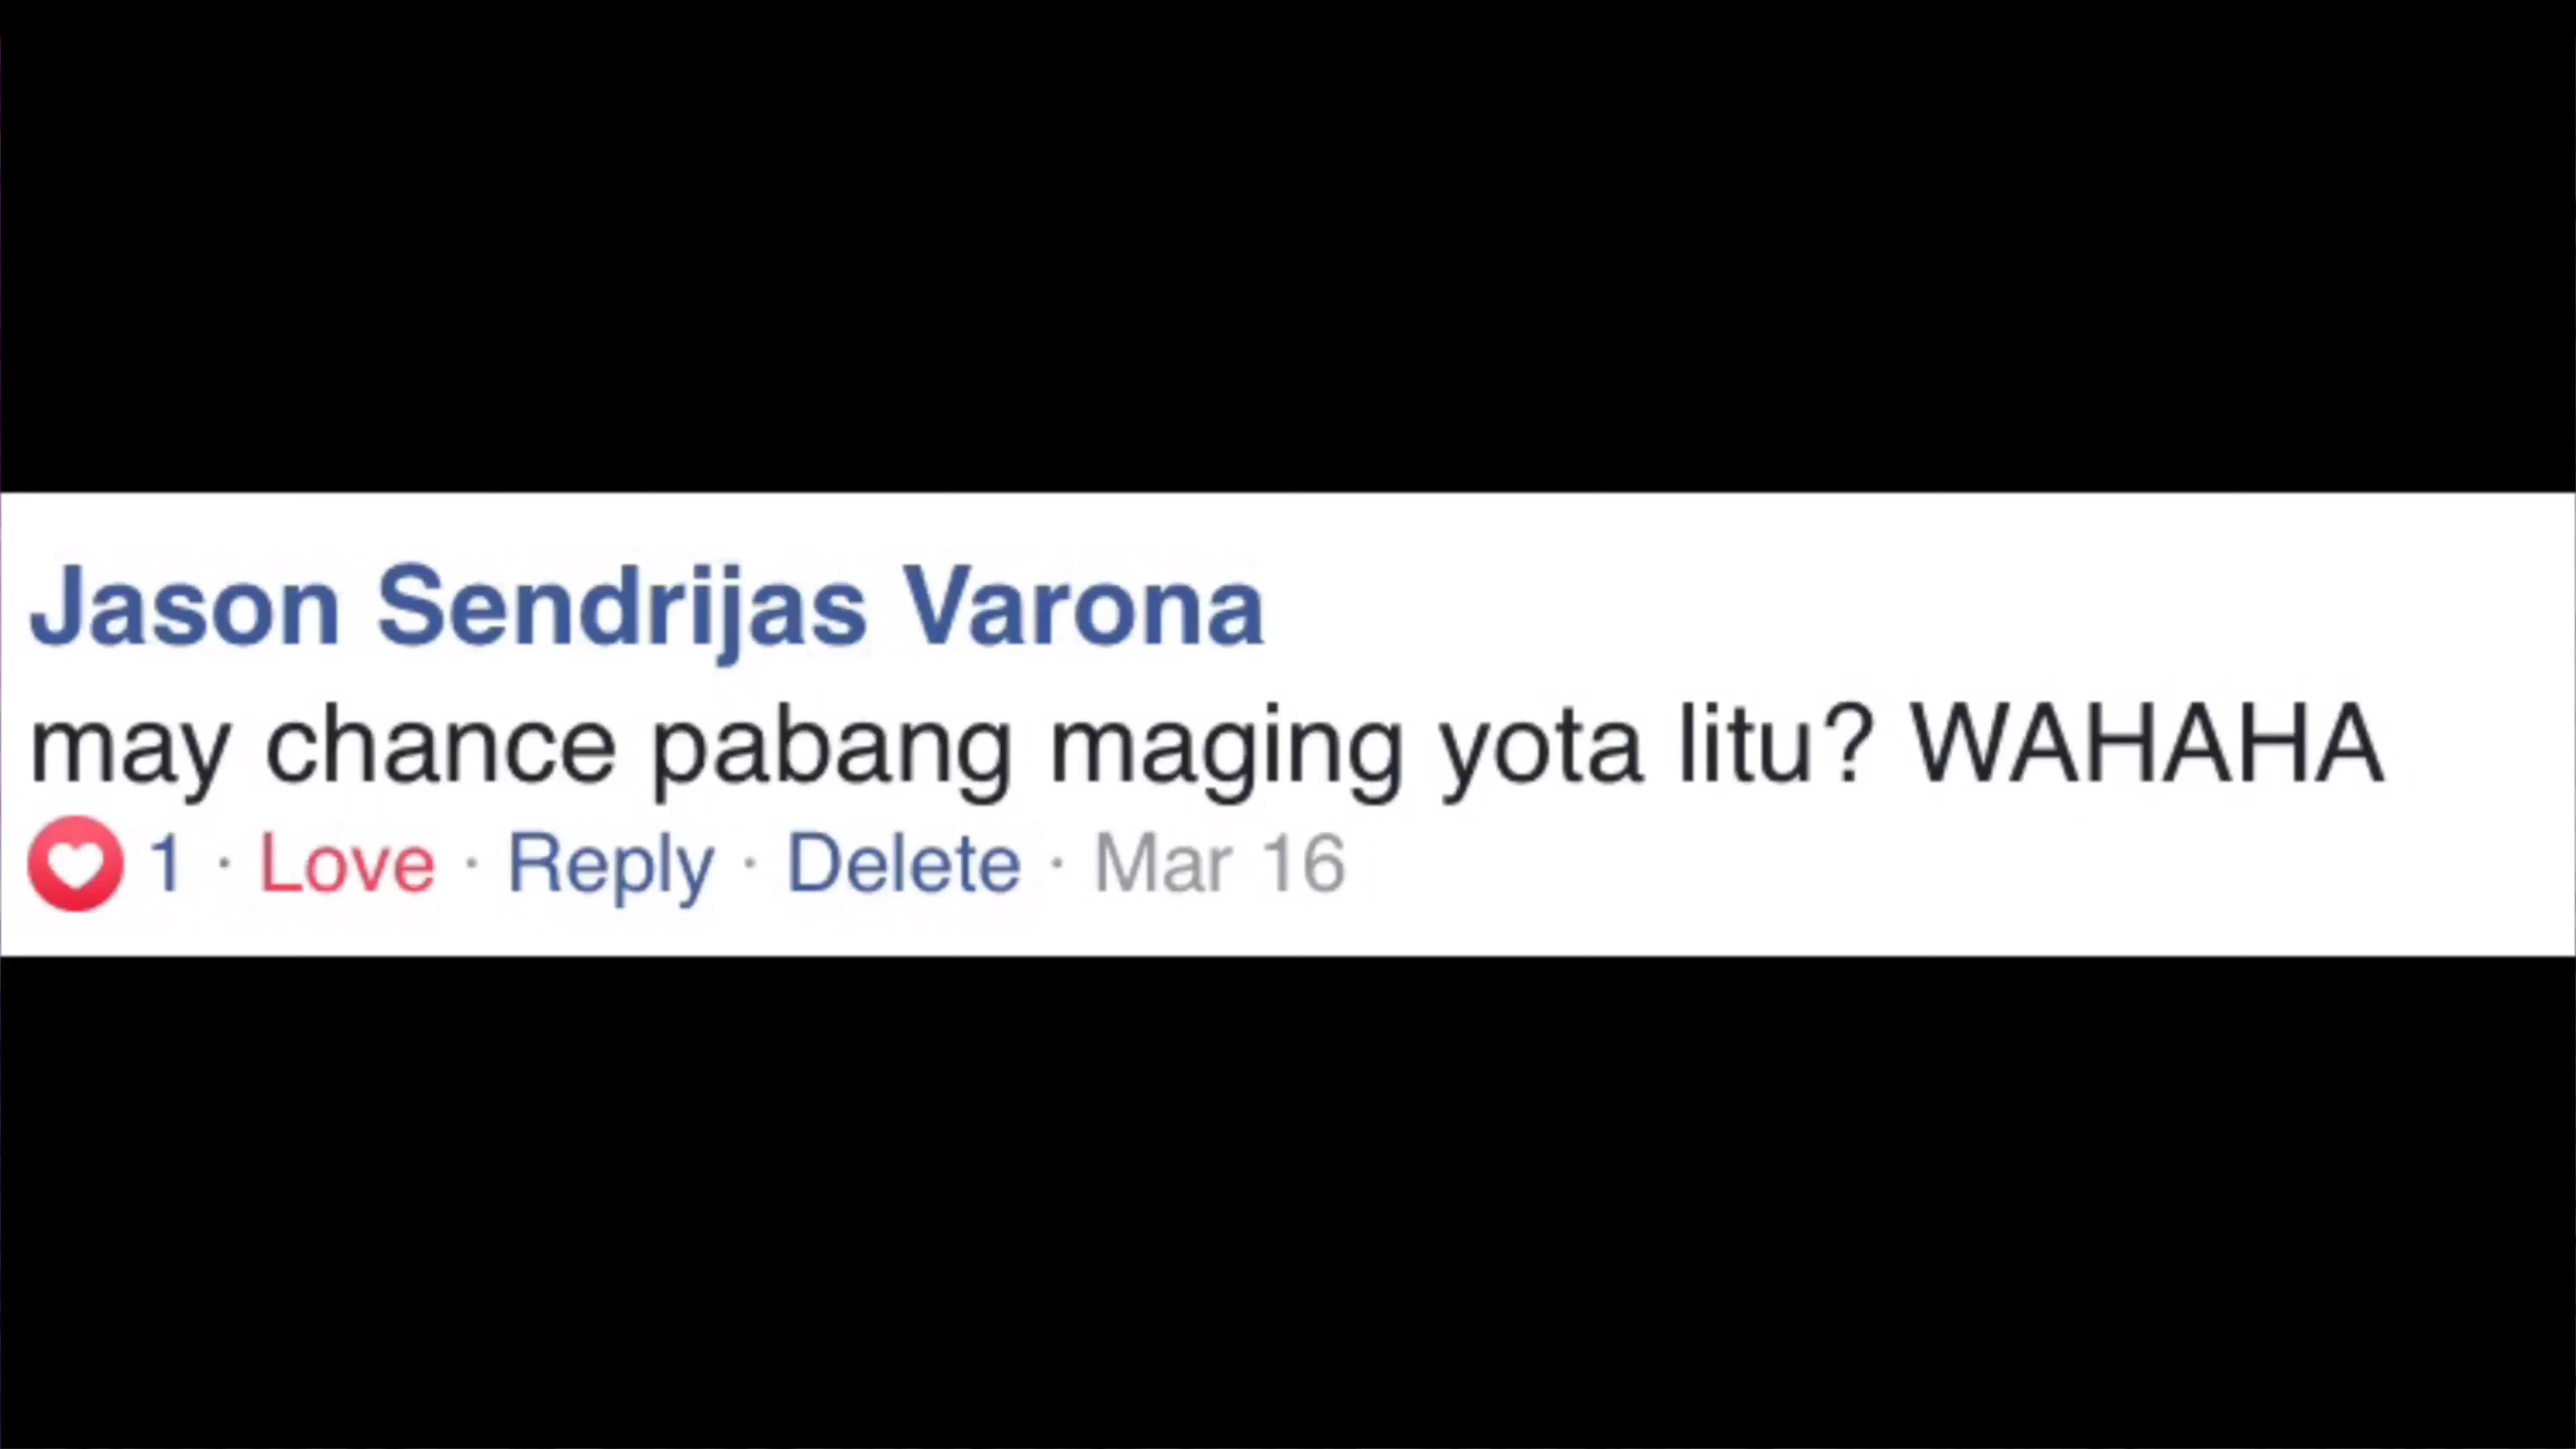 Jason Sendrijas Varona
may chance pabang maging yota litu? WAHAHA
1 · Love · Reply · Delete · Mar 16